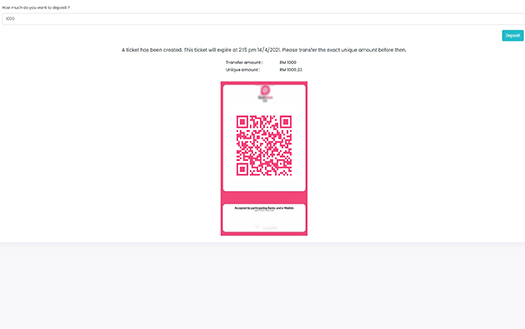 How much do you want to deposit ?
1000
Deposit
A ticket has been created. This ticket will expire at 2:15 pm 14/4/2021. Please transfer the exact unique amount before then.
Transfer amount : RM 1000
Unique amount : RM 1000.33
Accepted by participating Banks and e-Wallets